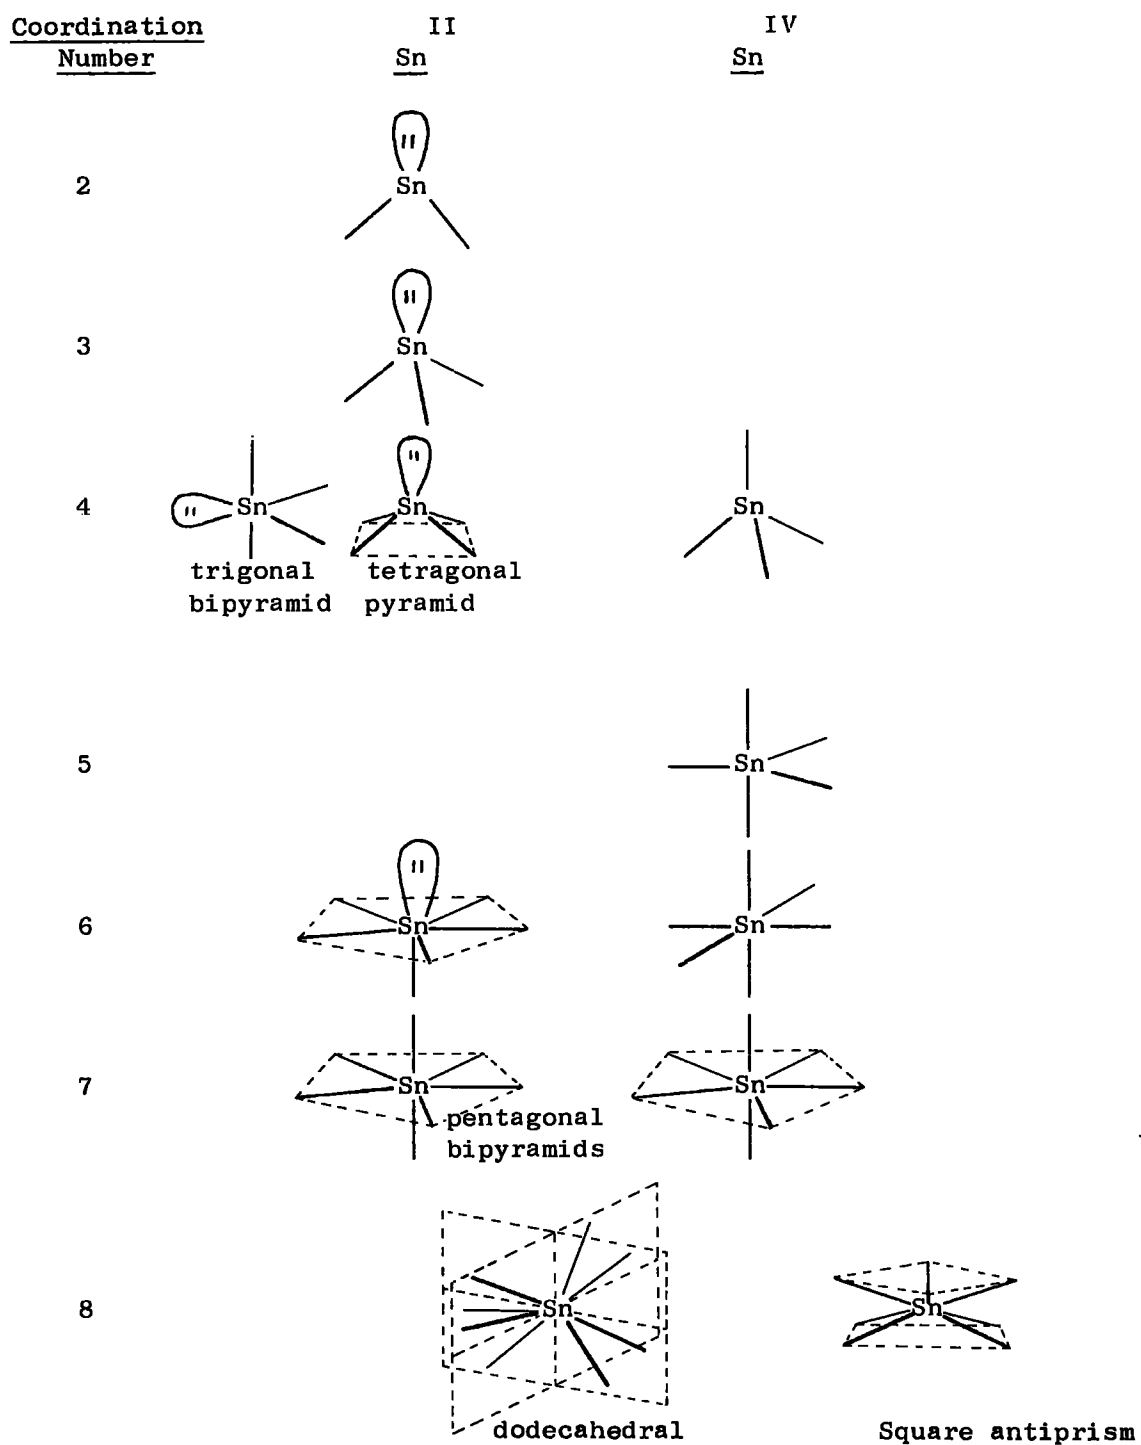 Coordination II IV
Number Sn Sn
"
2 Sn
"
3 Sn
"
4 " Sn Sn Sn
trigonal tetragonal
bipyramid pyramid
5 Sn
"
6 Sn Sn
7 Sn Sn
pentagonal
bipyramids
8 Sn Sn
dodecahedral Square antiprism